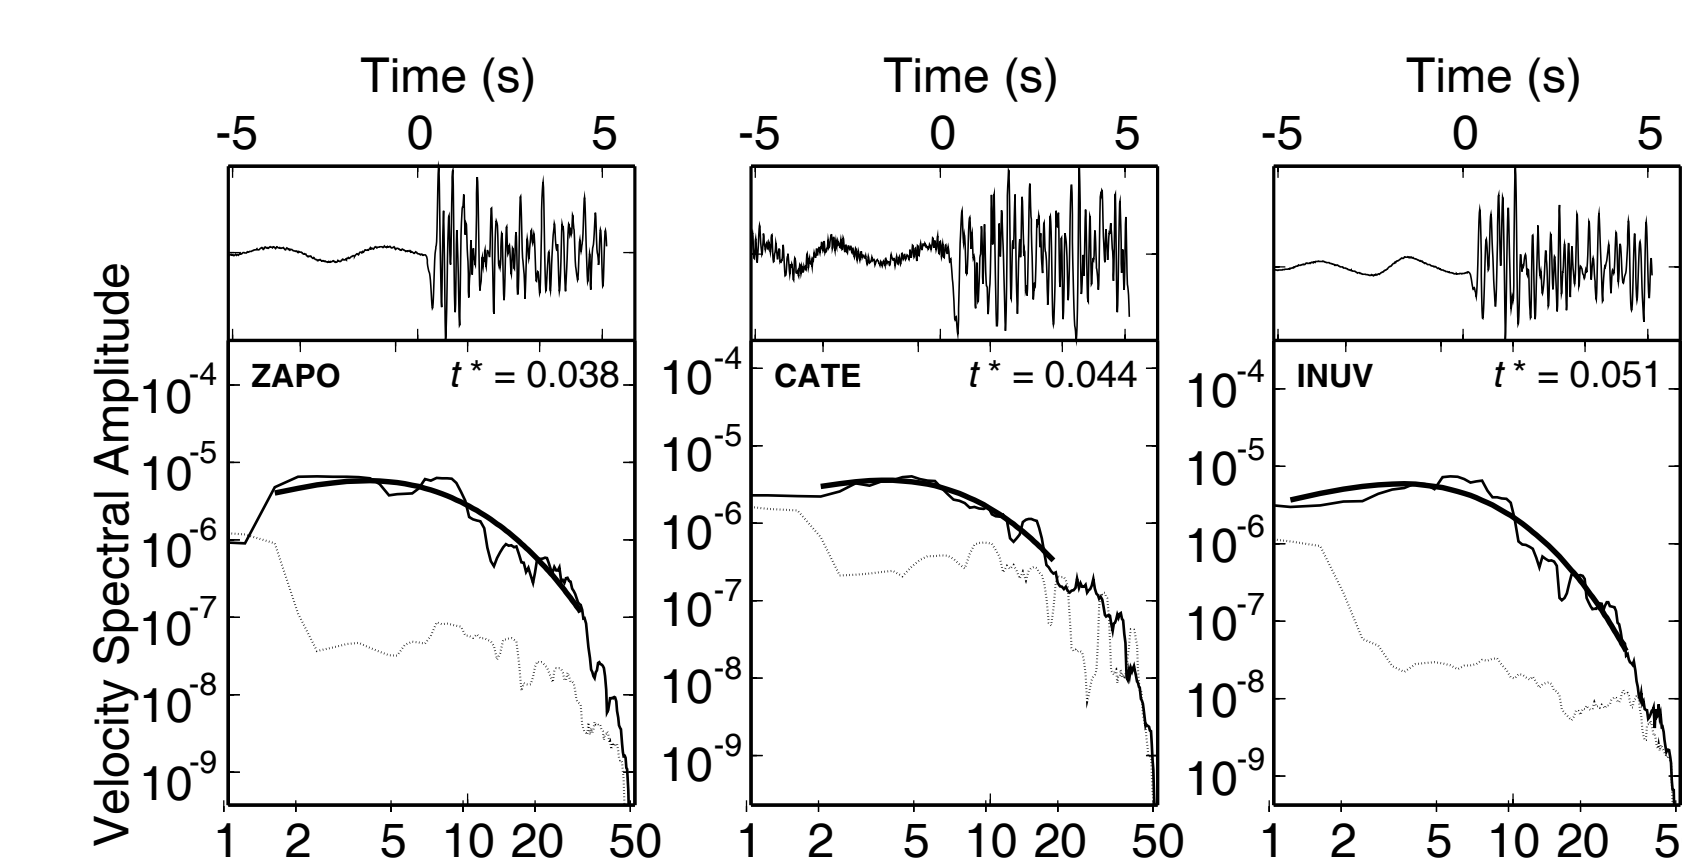 Time (s) Time (s) Time (s)
-5 0 5 -5 0 5 -5 0 5
Velocity Spectral Amplitude
ZAPO t* = 0.038 CATE t* = 0.044 INUV t* = 0.051
10-4 10-4 10-4
10-5 10-5 10-5
10-6 10-6 10-6
10-7 10-7 10-7
10-8 10-8 10-8
10-9 10-9 10-9
1 2 5 10 20 50 1 2 5 10 20 50 1 2 5 10 20 5